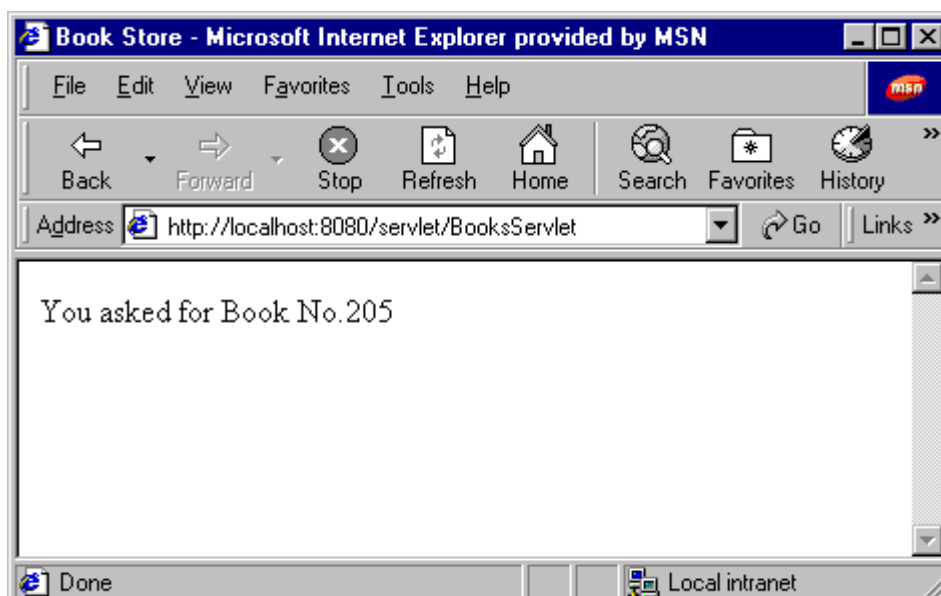 Book Store - Microsoft Internet Explorer provided by MSN
File Edit View Favorites Tools Help
msn
Back Forward Stop Refresh Home Search Favorites History »
Address http://localhost:8080/servlet/BooksServlet Go Links »
You asked for Book No.205
Done Local intranet